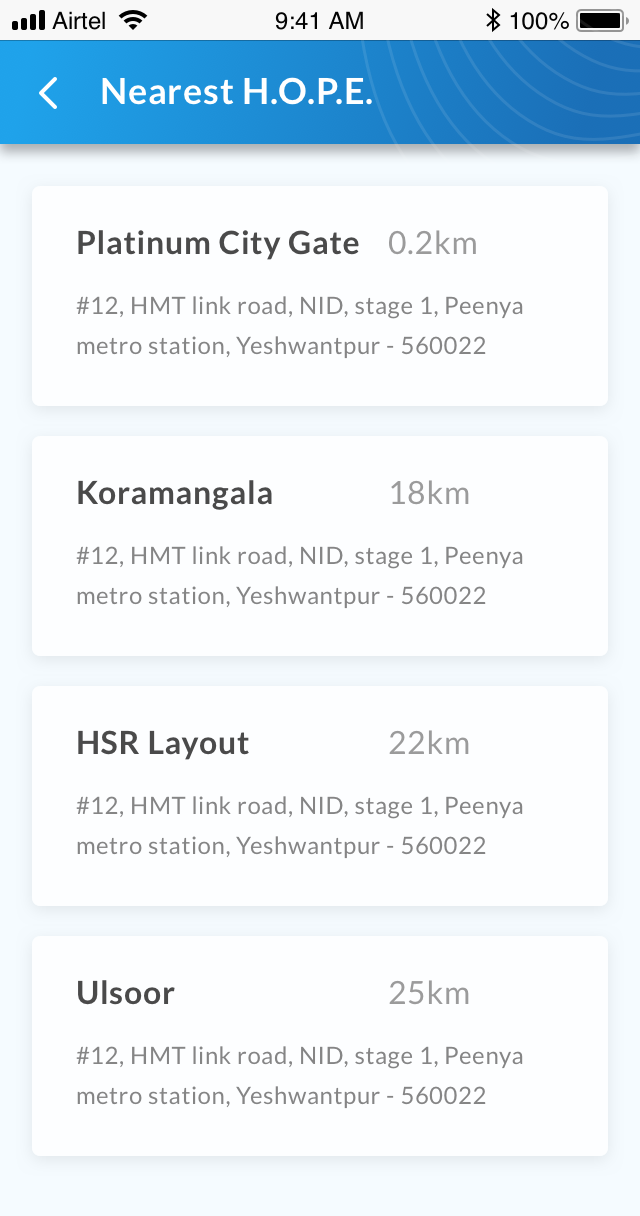 Airtel 9:41 AM 100%
Nearest H.O.P.E.
Platinum City Gate 0.2km
#12, HMT link road, NID, stage 1, Peenya
metro station, Yeshwantpur - 560022
Koramangala 18km
#12, HMT link road, NID, stage 1, Peenya
metro station, Yeshwantpur - 560022
HSR Layout 22km
#12, HMT link road, NID, stage 1, Peenya
metro station, Yeshwantpur - 560022
Ulsoor 25km
#12, HMT link road, NID, stage 1, Peenya
metro station, Yeshwantpur - 560022